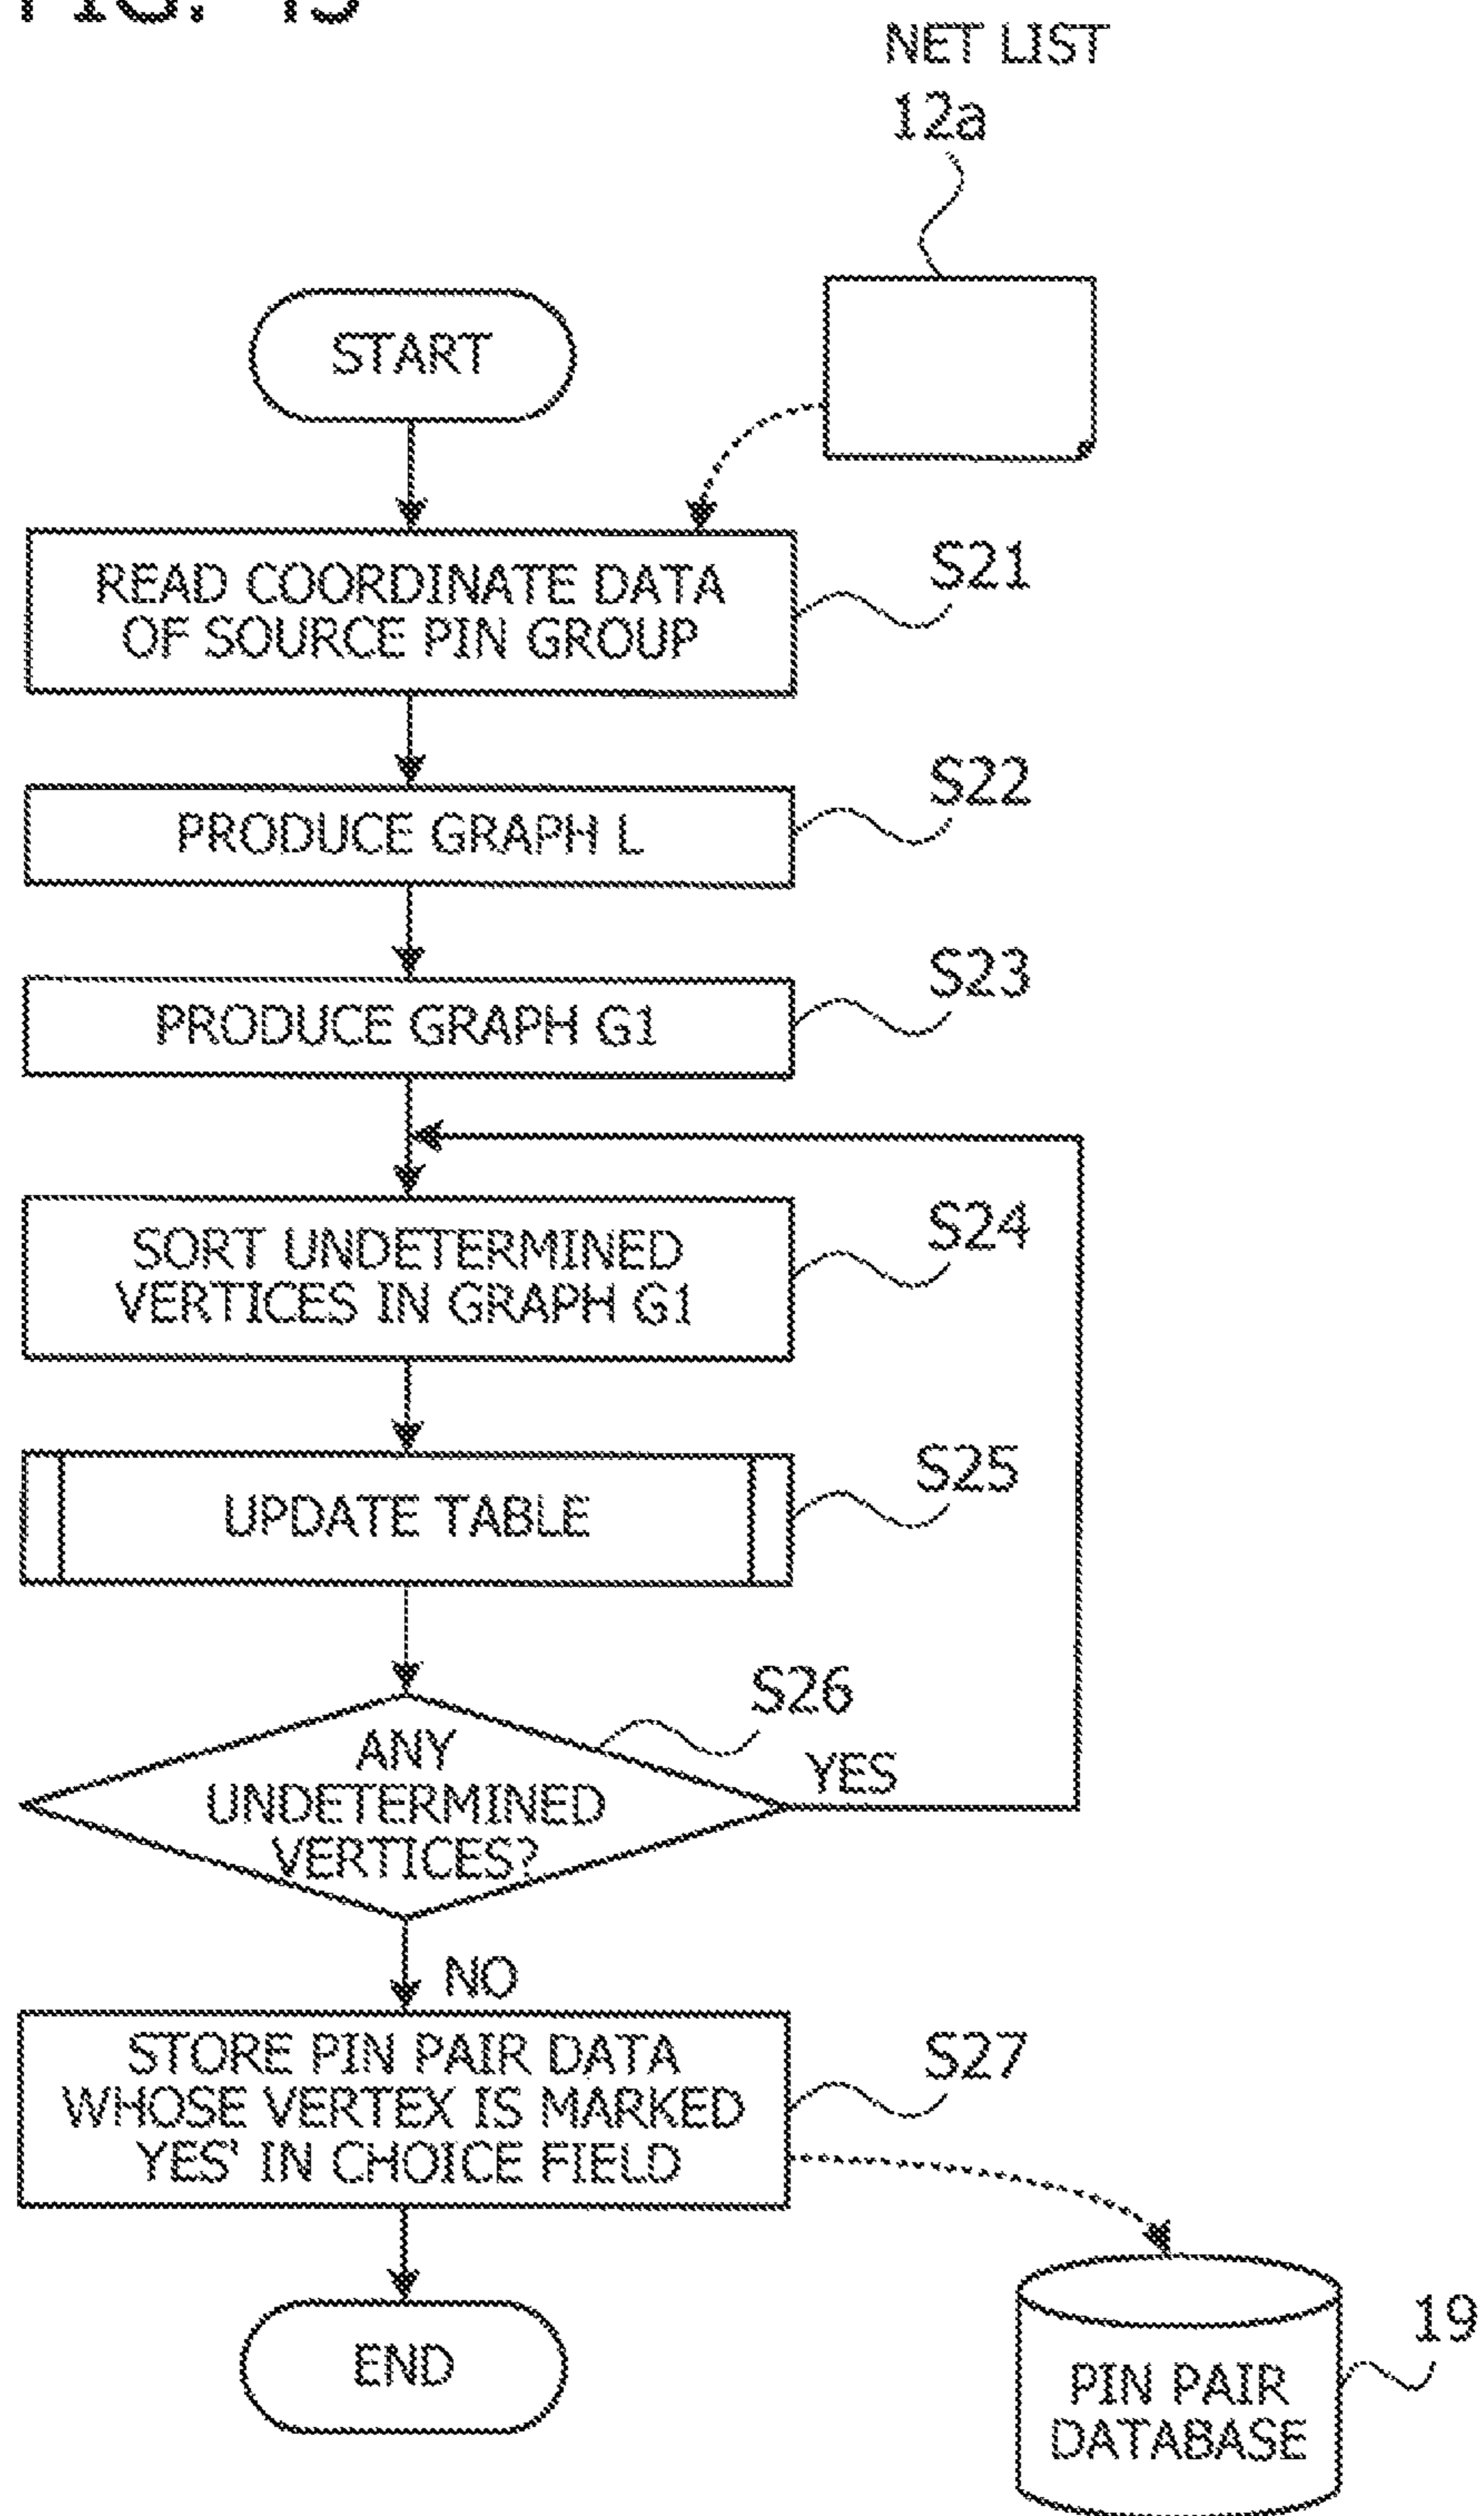 NET LIST
12a
START
READ COORDINATE DATA
OF SOURCE PIN GROUP
S21
PRODUCE GRAPH L
S22
PRODUCE GRAPH G1
S23
SORT UNDETERMINED
VERTICES IN GRAPH G1
S24
UPDATE TABLE
S25
ANY
UNDETERMINED
VERTICES?
S26
YES
NO
STORE PIN PAIR DATA
WHOSE VERTEX IS MARKED
YES' IN CHOICE FIELD
S27
END
PIN PAIR
DATABASE
19